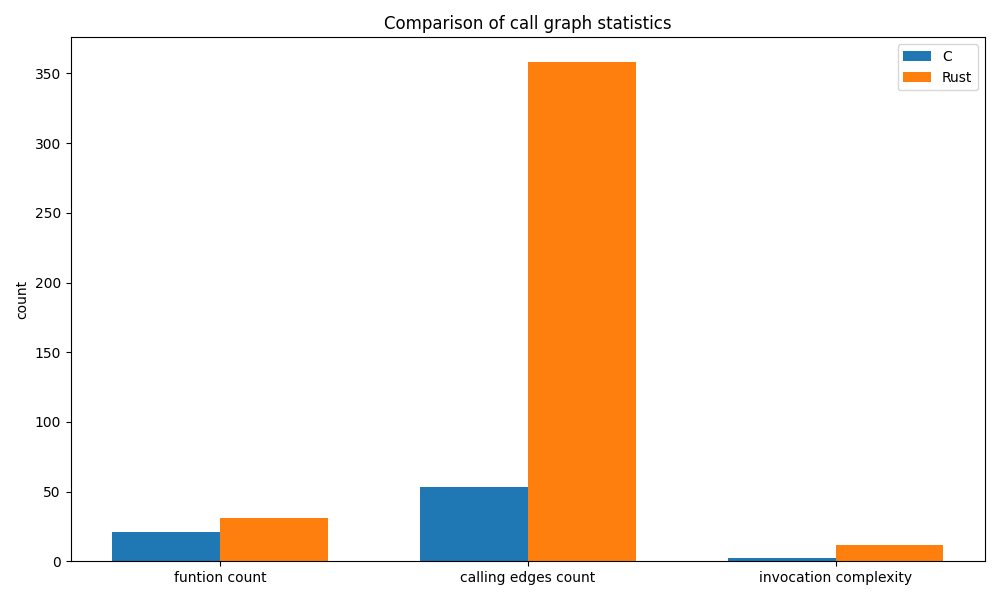 Comparison of call graph statistics
C
Rust
350
300
250
200
150
100
50
0
count
funtion count
calling edges count
invocation complexity